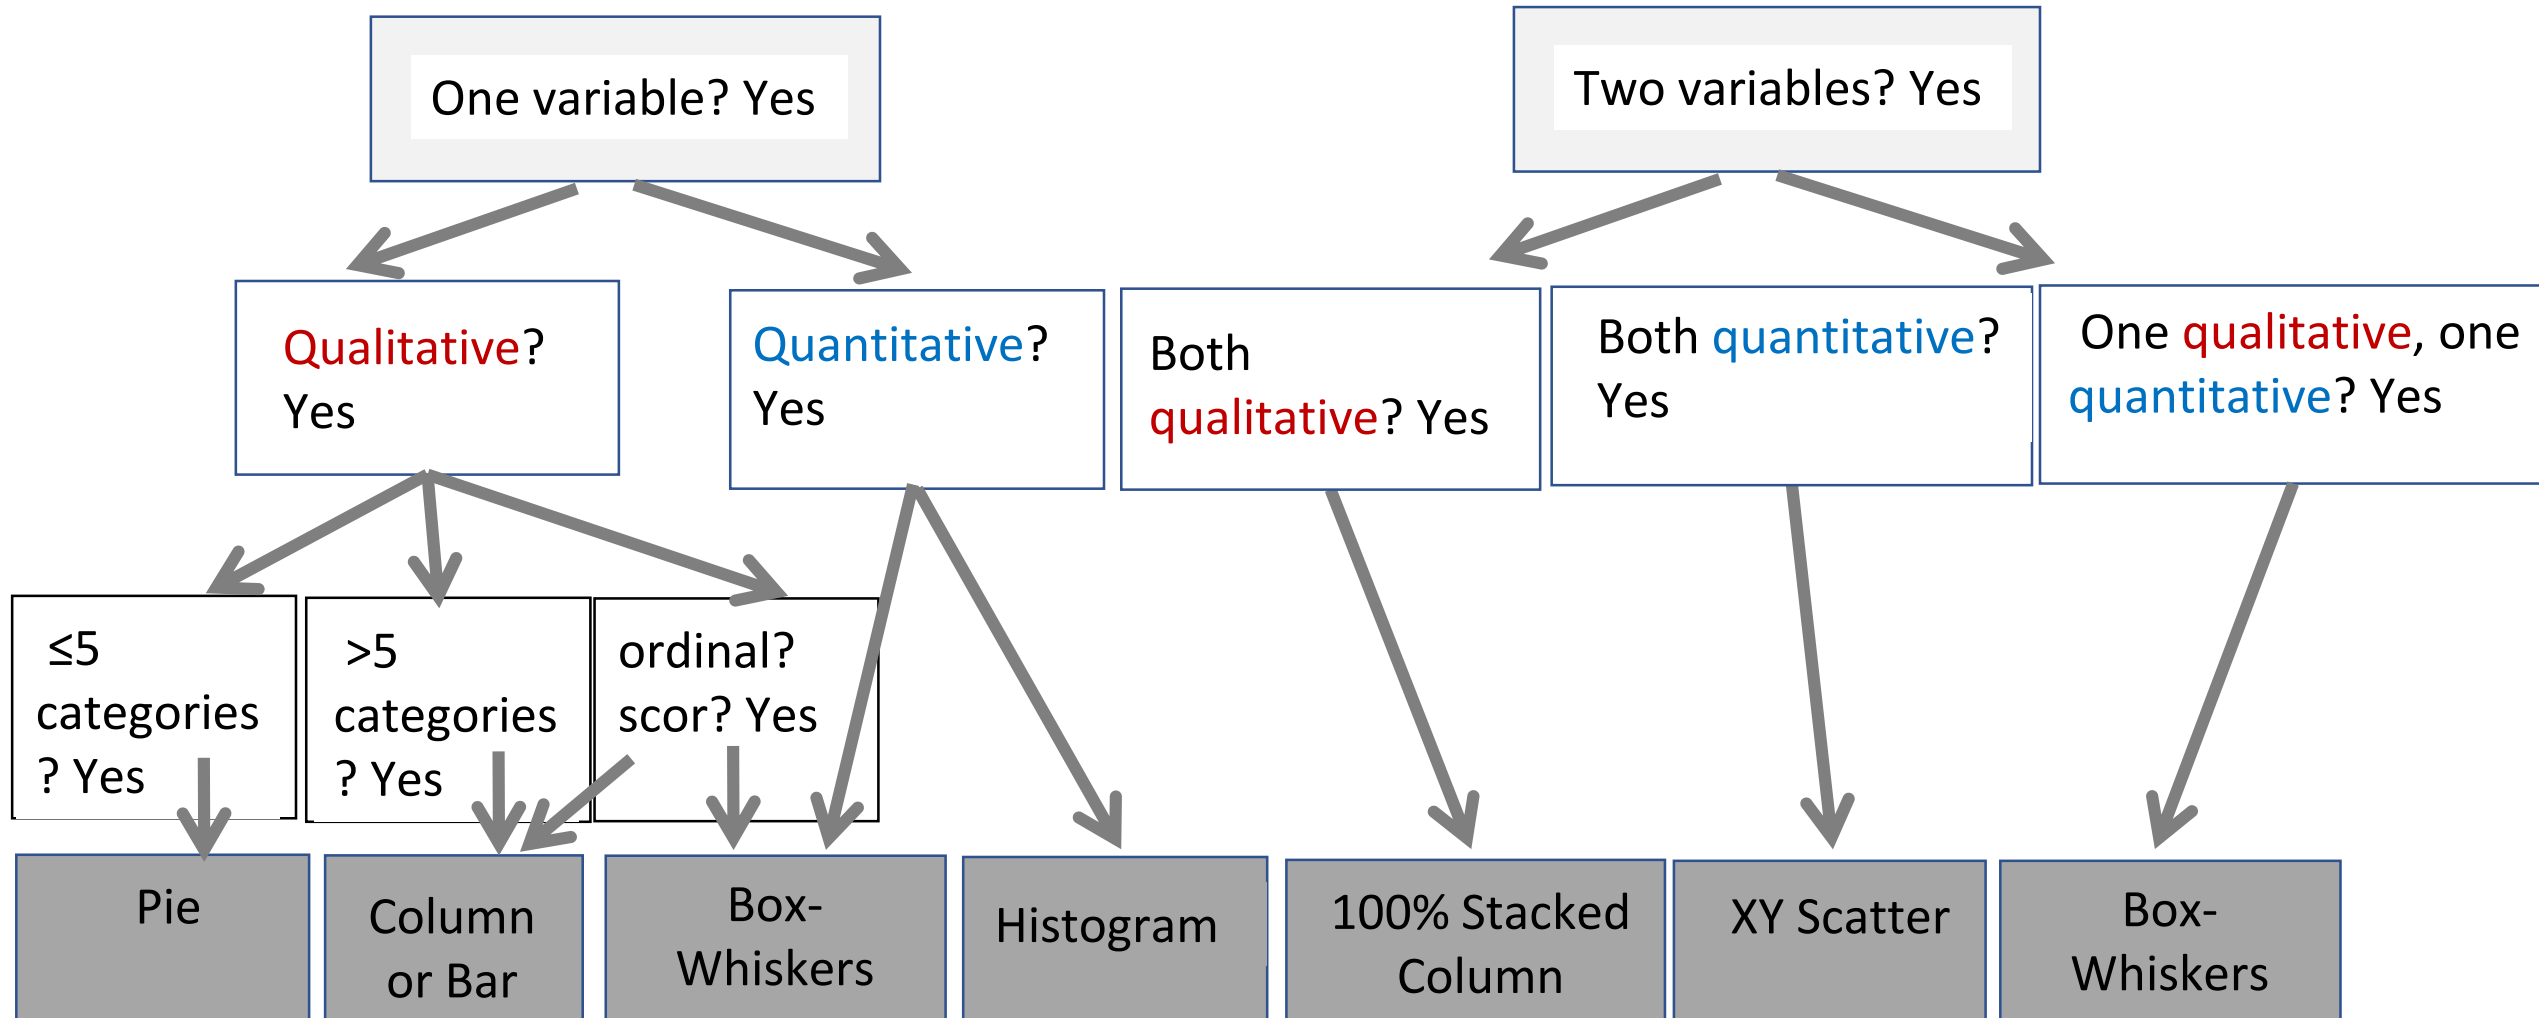 One variable? Yes
Two variables? Yes
Qualitative?
Yes
Quantitative?
Yes
Both
qualitative? Yes
Both quantitative?
Yes
One qualitative, one
quantitative? Yes
≤5
categories
? Yes
>5
categories
? Yes
ordinal?
scor? Yes
Pie
Column
or Bar
Box-
Whiskers
Histogram
100% Stacked
Column
XY Scatter
Box-
Whiskers